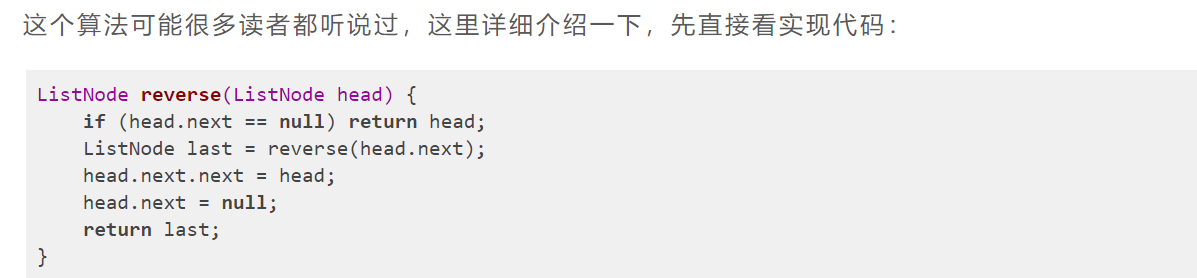 这个算法可能很多读者都听说过，这里详细介绍一下，先直接看实现代码：
ListNode reverse(ListNode head) {
    if (head.next == null) return head;
    ListNode last = reverse(head.next);
    head.next.next = head;
    head.next = null;
    return last;
}